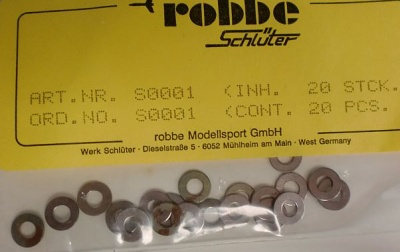 robbe
Schlüter
ART.NR. S0001 (INH. 20 STCK.
ORD.NO. S0001 (CONT. 20 PCS.
robbe Modellsport GmbH
Werk Schlüter · Dieselstraße 5 · 6052 Mühlheim am Main · West Germany